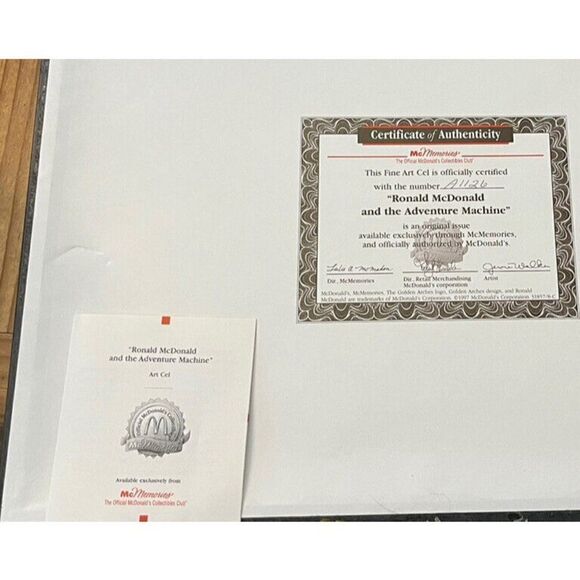 Certificate of Authenticity
McMemories
The Official McDonald's Collectibles Club
This Fine Art Cel is officially certified
with the number A1126
"Ronald McDonald
and the Adventure Machine"
is an original issue
available exclusively through McMemories,
and officially authorized by McDonald's.
Dir., McMemories
Dir., Retail Merchandising
McDonald's corporation
Artist
McDonald's, McMemories, The Golden Arches logo, Golden Arches design, and Ronald
McDonald are trademarks of McDonald's Corporation. ©1997 McDonald's Corporation
"Ronald McDonald
and the Adventure Machine"
Art Cel
Official McDonald's
Available exclusively from
McMemories
The Official McDonald's Collectibles Club